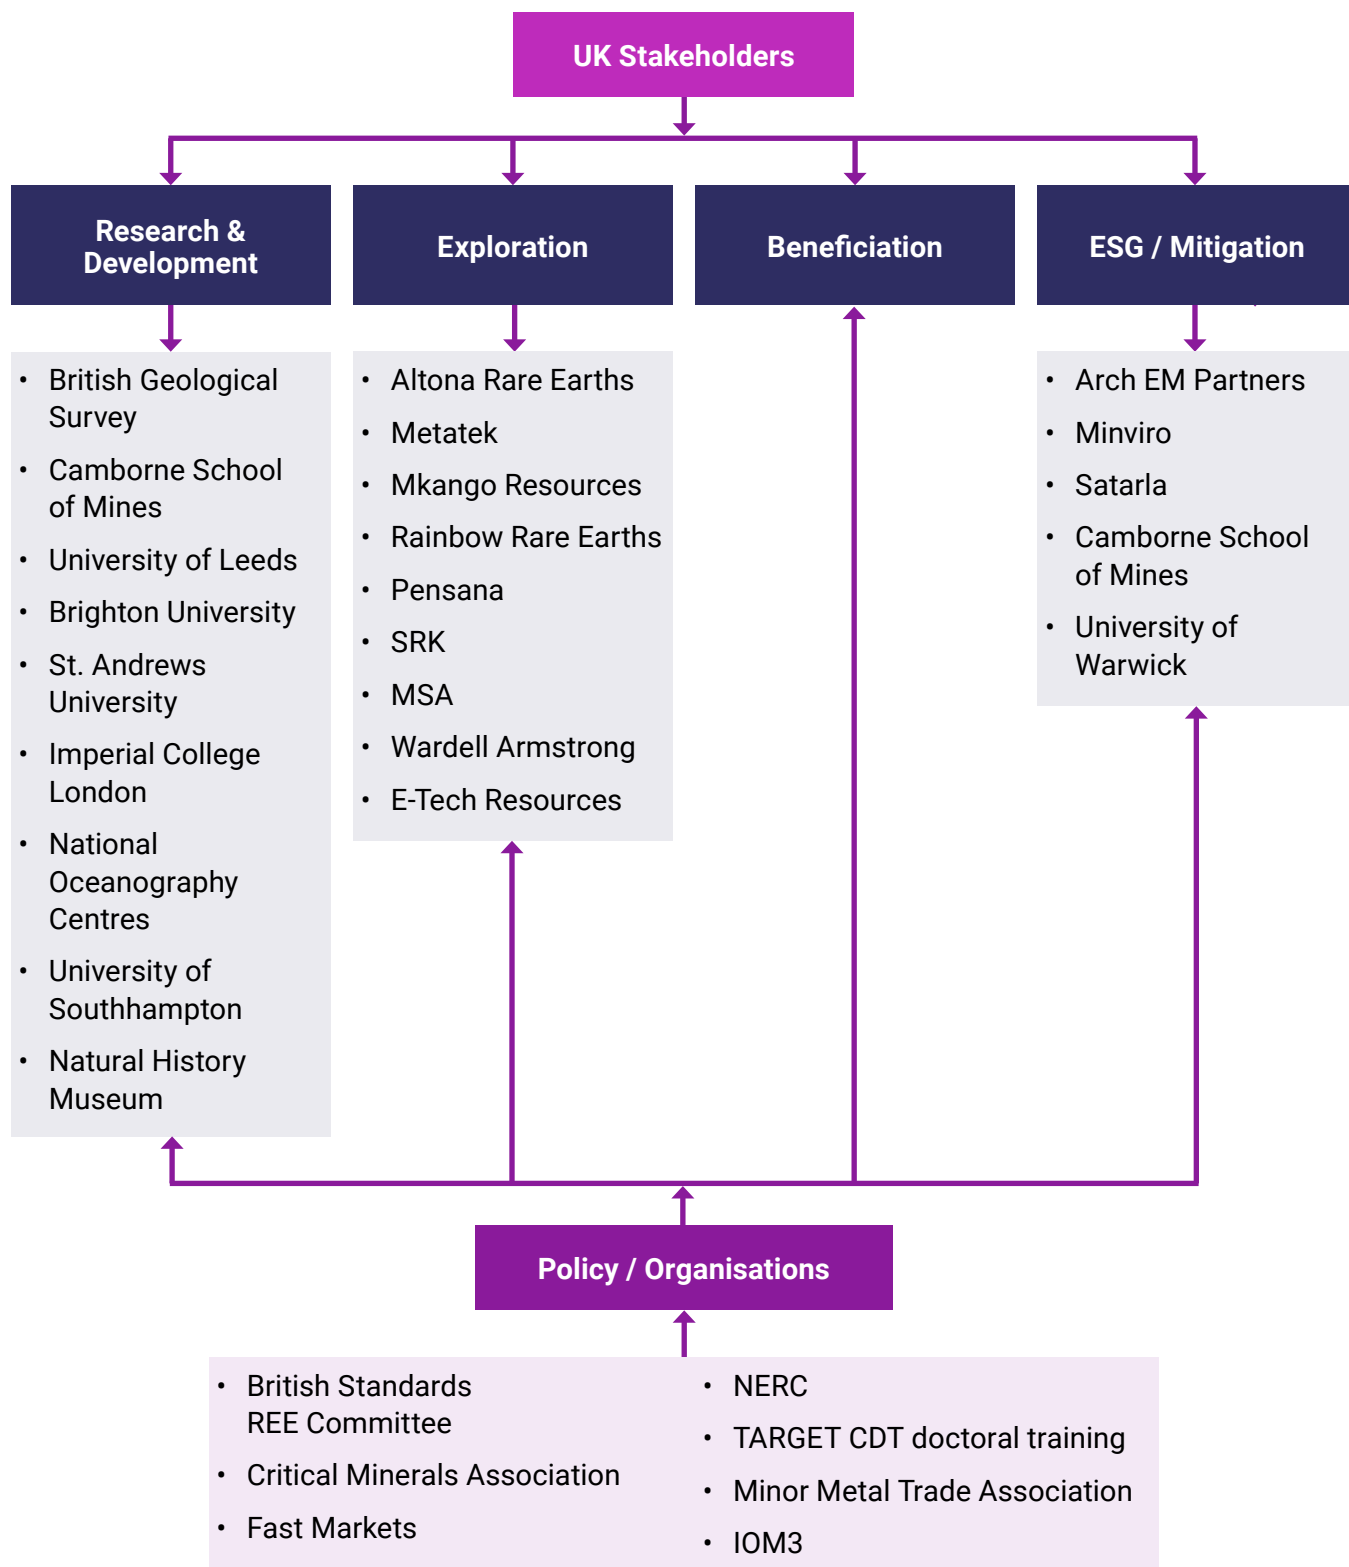 UK Stakeholders
Research &
Development
• British Geological
Survey
• Camborne School
of Mines
• University of Leeds
• Brighton University
• St. Andrews
University
• Imperial College
London
• National
Oceanography
Centres
• University of
Southhampton
• Natural History
Museum
Exploration
• Altona Rare Earths
• Metatek
• Mkango Resources
• Rainbow Rare Earths
• Pensana
• SRK
• MSA
• Wardell Armstrong
• E-Tech Resources
Beneficiation
ESG / Mitigation
• Arch EM Partners
• Minviro
• Satarla
• Camborne School
of Mines
• University of
Warwick
Policy / Organisations
• British Standards
REE Committee
• Critical Minerals Association
• Fast Markets
• NERC
• TARGET CDT doctoral training
• Minor Metal Trade Association
• IOM3